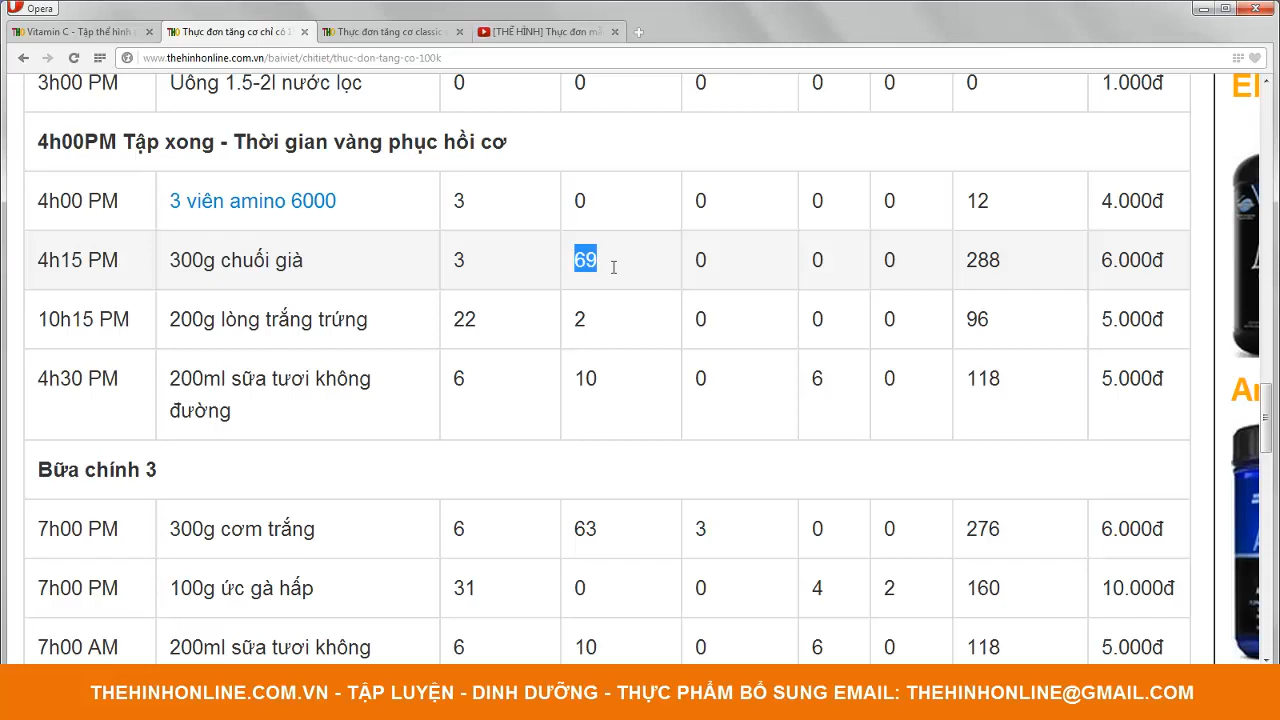 Opera
Vitamin C - Tập thể hình
Thực đơn tăng cơ chỉ có 1
Thực đơn tăng cơ classic
[THỂ HÌNH] Thực đơn mẫ
www.thehinhonline.com.vn/baiviet/chitiet/thuc-don-tang-co-100k
3h00 PM Uống 1.5-2l nước lọc 0 0 0 0 0 0 1.000đ
4h00PM Tập xong - Thời gian vàng phục hồi cơ
4h00 PM 3 viên amino 6000 3 0 0 0 0 12 4.000đ
4h15 PM 300g chuối già 3 69 0 0 0 288 6.000đ
10h15 PM 200g lòng trắng trứng 22 2 0 0 0 96 5.000đ
4h30 PM 200ml sữa tươi không 6 10 0 6 0 118 5.000đ
đường
Bữa chính 3
7h00 PM 300g cơm trắng 6 63 3 0 0 276 6.000đ
7h00 PM 100g ức gà hấp 31 0 0 4 2 160 10.000đ
7h00 AM 200ml sữa tươi không 6 10 0 6 0 118 5.000đ
THEHINHONLINE.COM.VN - TẬP LUYỆN - DINH DƯỠNG - THỰC PHẨM BỔ SUNG EMAIL: THEHINHONLINE@GMAIL.COM